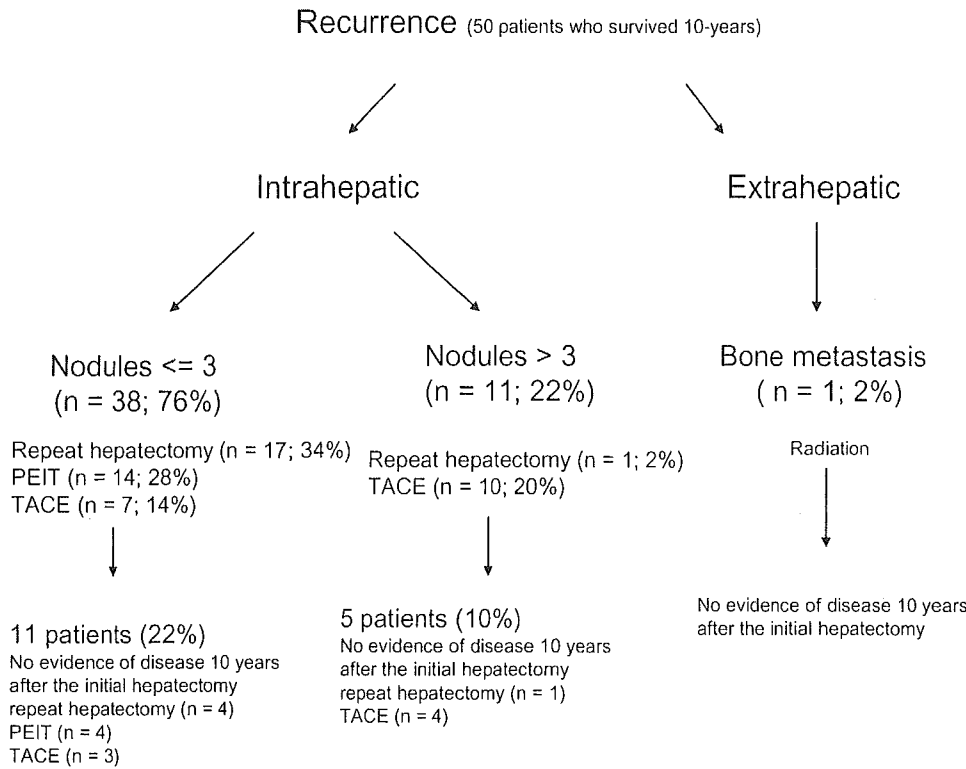 Recurrence (50 patients who survived 10-years)
Intrahepatic
Extrahepatic
Nodules <= 3
(n = 38; 76%)
Repeat hepatectomy (n = 17; 34%)
PEIT (n = 14; 28%)
TACE (n = 7; 14%)
11 patients (22%)
No evidence of disease 10 years
after the initial hepatectomy
repeat hepatectomy (n = 4)
PEIT (n = 4)
TACE (n = 3)
Nodules > 3
(n = 11; 22%)
Repeat hepatectomy (n = 1; 2%)
TACE (n = 10; 20%)
5 patients (10%)
No evidence of disease 10 years
after the initial hepatectomy
repeat hepatectomy (n = 1)
TACE (n = 4)
Bone metastasis
( n = 1; 2%)
Radiation
No evidence of disease 10 years
after the initial hepatectomy